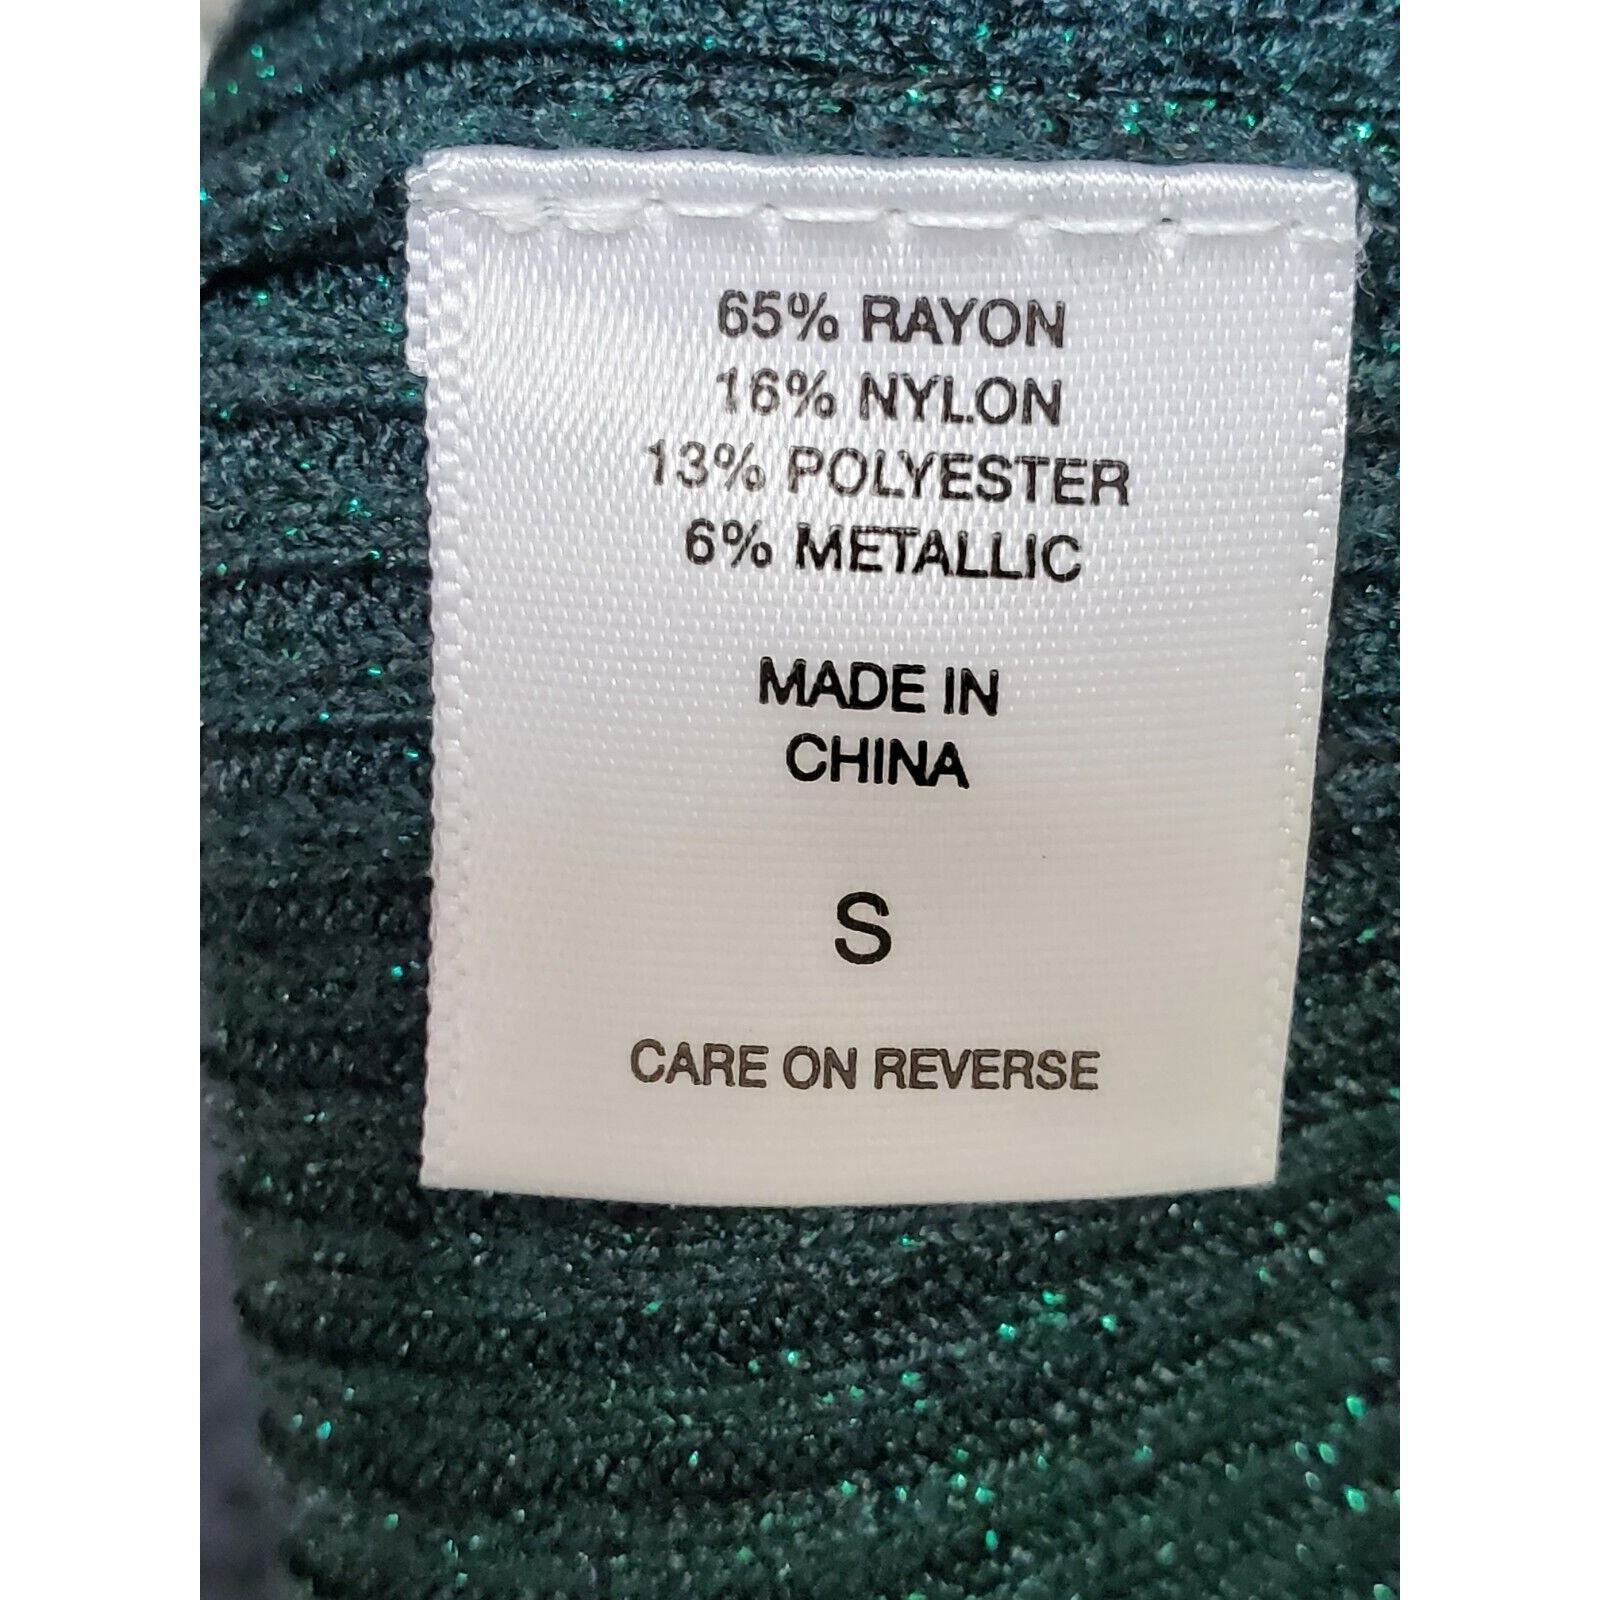 65% RAYON
16% NYLON
13% POLYESTER
6% METALLIC
MADE IN
CHINA
S
CARE ON REVERSE